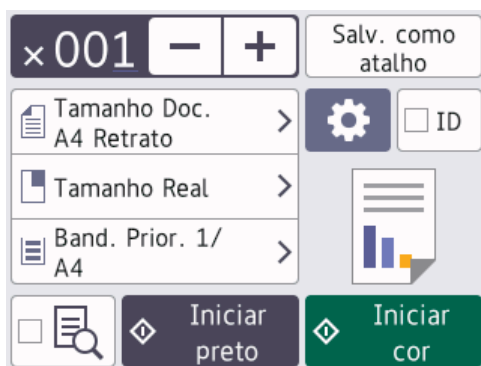 ×001
Salv. como
atalho
Tamanho Doc.
A4 Retrato
ID
Tamanho Real
Band. Prior. 1/
A4
Iniciar
preto
Iniciar
cor